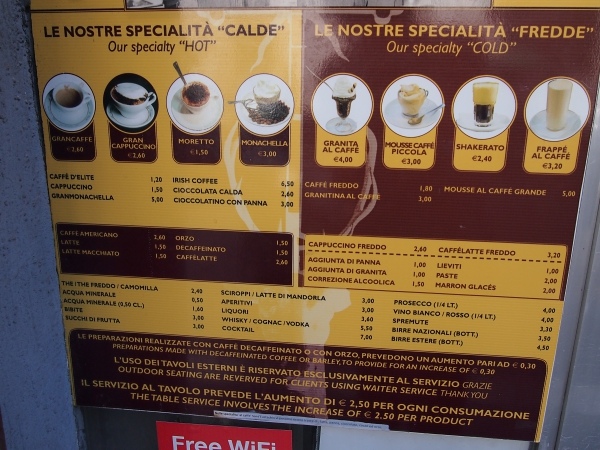 LE NOSTRE SPECIALITÀ "CALDE"
Our specialty "HOT"
GRANCAFFÈ
€ 2,60
GRAN CAPPUCCINO
€ 2,60
MORETTO
€ 1,50
MONACHELLA
€ 3,00
CAFFÈ D'ELITE 1,20
CAPPUCCINO 1,50
GRANMONACHELLA 5,00
IRISH COFFEE 6,50
CIOCCOLATA CALDA 2,60
CIOCCOLATINO CON PANNA 3,00
CAFFE AMERICANO 2,60
LATTE 1,50
LATTE MACCHIATO 1,50
ORZO 1,50
DECAFFEINATO 1,50
CAFFELATTE 2,60
LE NOSTRE SPECIALITÀ "FREDDE"
Our specialty "COLD"
GRANITA AL CAFFÈ
€ 4,00
MOUSSE CAFFÈ PICCOLA
€ 3,00
SHAKERATO
€ 2,40
FRAPPÉ AL CAFFÈ
€ 3,20
CAFFÈ FREDDO 1,80
GRANITINA AL CAFFÈ 3,00
MOUSSE AL CAFFÈ GRANDE 5,00
CAPPUCCINO FREDDO 2,60
CAFFÈLATTE FREDDO 3,20
AGGIUNTA DI PANNA 1,00
AGGIUNTA DI GRANITA 1,00
CORREZIONE ALCOOLICA 1,50
LIEVITI 1,00
PASTE 2,00
MARRON GLACÉS 2,00
THE / THE FREDDO / CAMOMILLA 2,40
ACQUA MINERALE 0,50
ACQUA MINERALE (0,50 CL.) 1,00
BIBITE 1,60
SUCCHI DI FRUTTA 3,00
SCIROPPI / LATTE DI MANDORLA 3,00
APERITIVI 3,00
LIQUORI 3,00
WHISKY / COGNAC / VODKA 5,50
COCKTAIL 7,00
PROSECCO (1/4 LT.) 4,00
VINO BIANCO / ROSSO (1/4 LT.) 4,00
SPREMUTE 3,30
BIRRE NAZIONALI (BOTT.) 3,50
BIRRE ESTERE (BOTT.) 4,50
LE PREPARAZIONI REALIZZATE CON CAFFÈ DECAFFEINATO O CON ORZO, PREVEDONO UN AUMENTO PARI AD € 0,30
PREPARATIONS MADE WITH DECAFFEINATED COFFEE OR BARLEY, TO PROVIDE FOR AN INCREASE OF € 0,30
L'USO DEI TAVOLI ESTERNI È RISERVATO ESCLUSIVAMENTE AL SERVIZIO GRAZIE
OUTDOOR SEATING ARE RERVERED FOR CLIENTS USING WAITER SERVICE THANK YOU
IL SERVIZIO AL TAVOLO PREVEDE L'AUMENTO DI € 2,50 PER OGNI CONSUMAZIONE
THE TABLE SERVICE INVOLVES THE INCREASE OF € 2.50 PER PRODUCT
Free WiFi